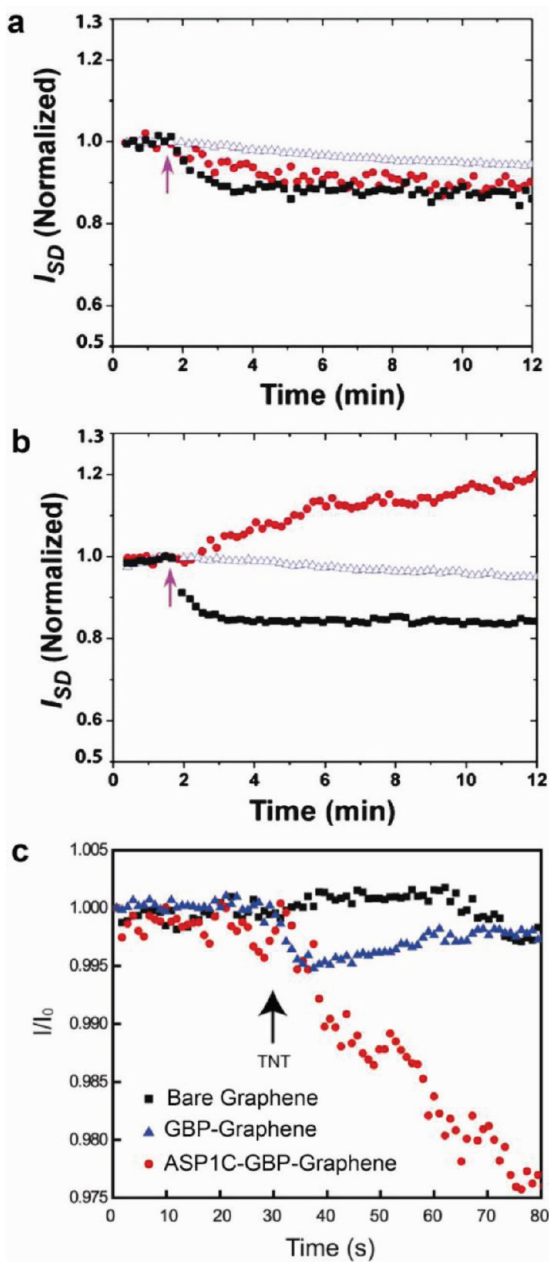 a
1.3
1.2
1.0
0.8
0.6
0.5
I_SD (Normalized)
0 2 4 6 8 10 12
Time (min)
b
1.3
1.2
1.0
0.8
0.6
0.5
I_SD (Normalized)
0 2 4 6 8 10 12
Time (min)
c
1.005
1.000
0.995
0.990
0.985
0.980
0.975
I/I₀
TNT
Bare Graphene
GBP-Graphene
ASP1C-GBP-Graphene
0 10 20 30 40 50 60 70 80
Time (s)